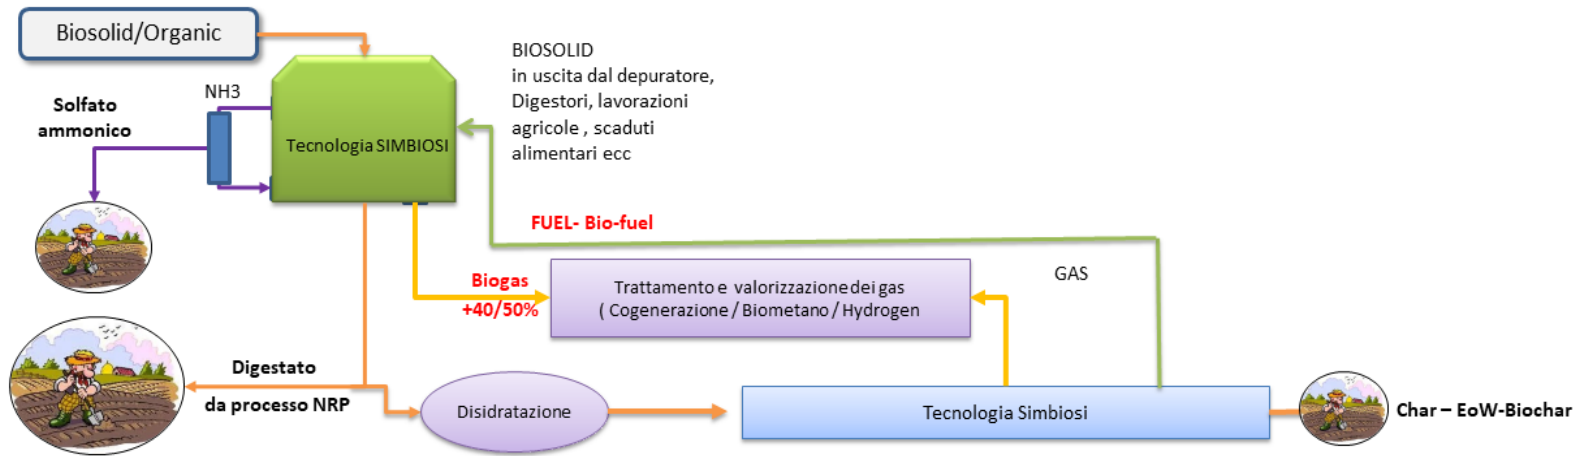 Biosolid/Organic
NH3
Solfato
ammonico
Tecnologia SIMBIOSI
BIOSOLID
in uscita dal depuratore,
Digestori, lavorazioni
agricole , scaduti
alimentari ecc
FUEL- Bio-fuel
Biogas
+40/50%
Trattamento e valorizzazione dei gas
( Cogenerazione / Biometano / Hydrogen
GAS
Digestato
da processo NRP
Disidratazione
Tecnologia Simbiosi
Char – EoW-Biochar